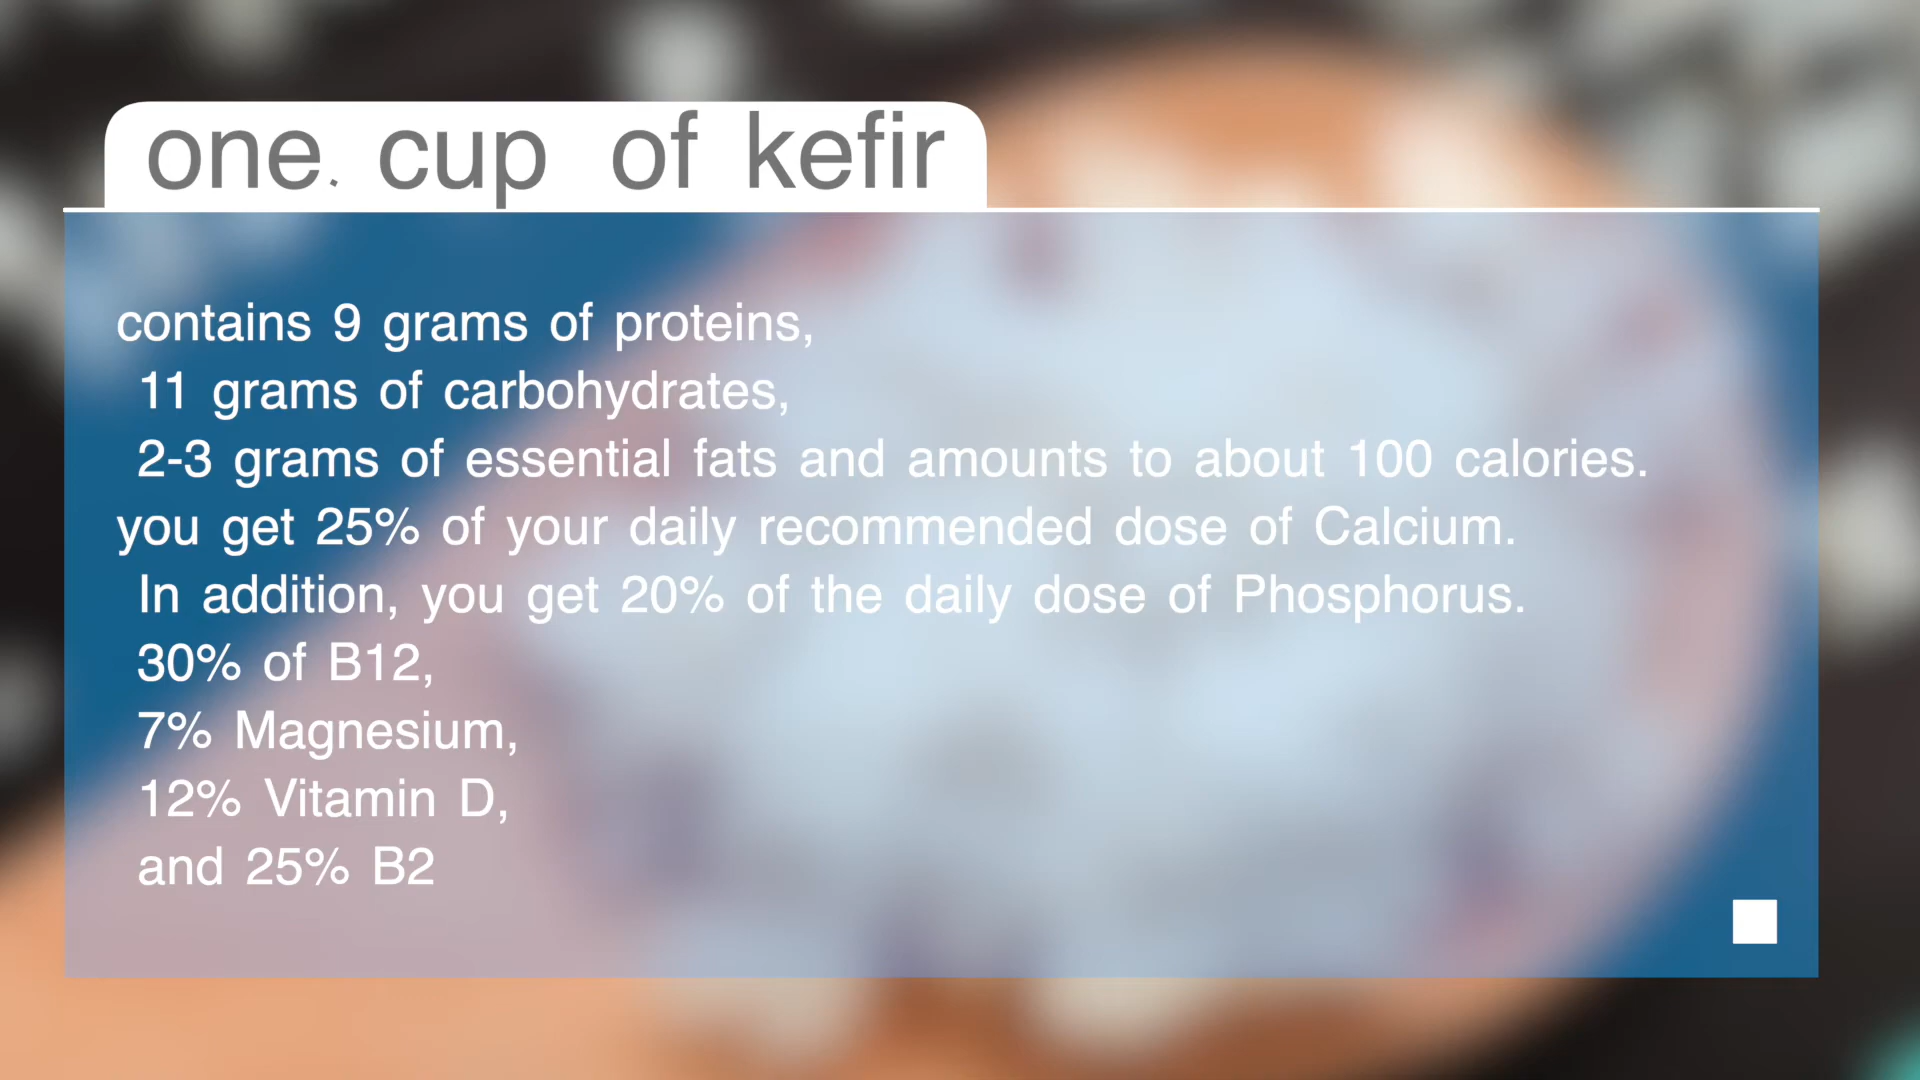 one. cup of kefir
contains 9 grams of proteins,
11 grams of carbohydrates,
2-3 grams of essential fats and amounts to about 100 calories.
you get 25% of your daily recommended dose of Calcium.
In addition, you get 20% of the daily dose of Phosphorus.
30% of B12,
7% Magnesium,
12% Vitamin D,
and 25% B2